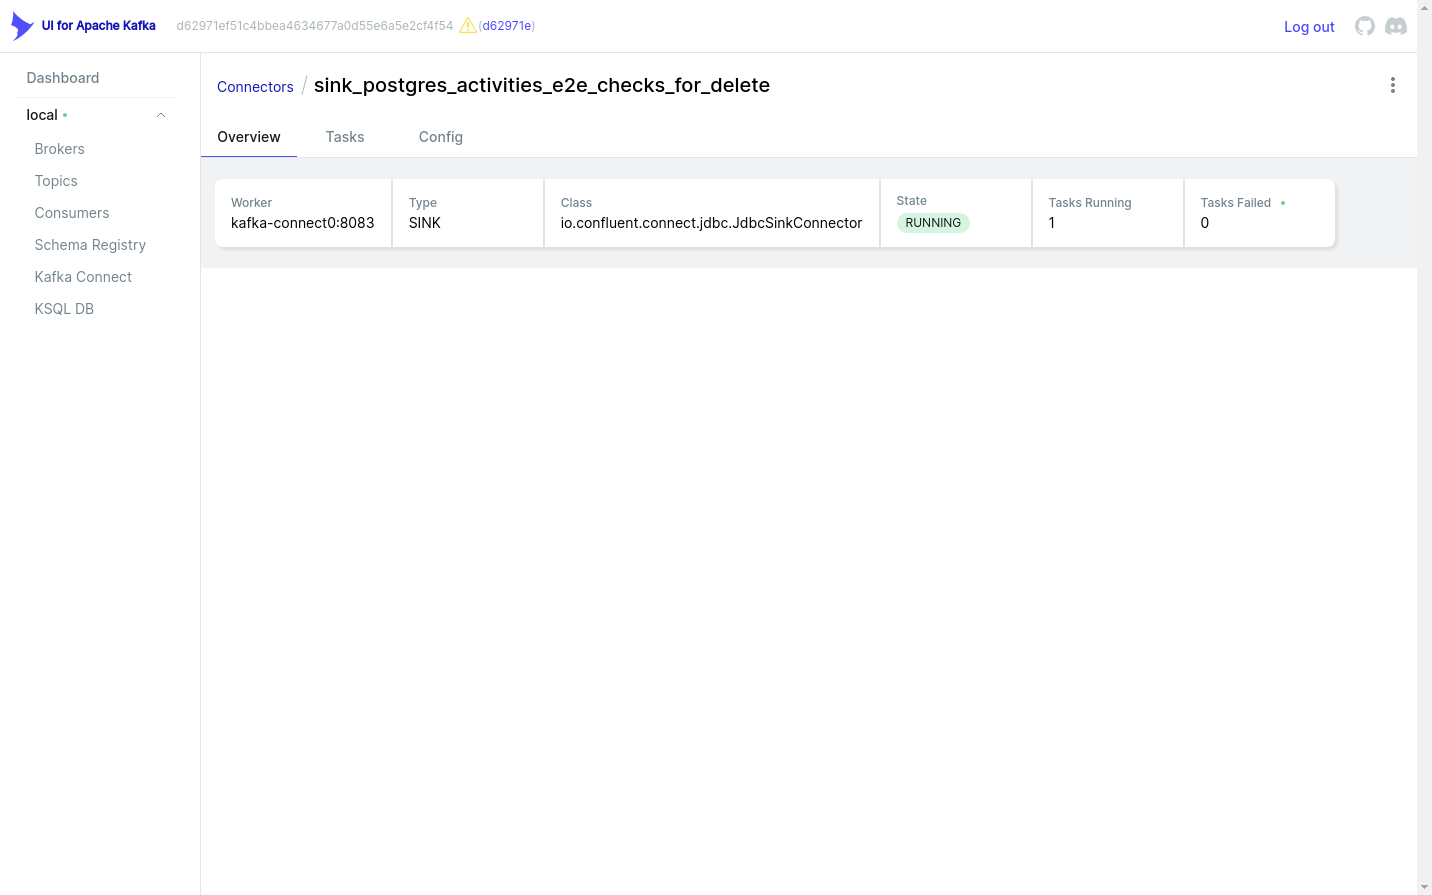 UI for Apache Kafka d62971ef51c4bbea4634677a0d55e6a5e2cf4f54 (d62971e) Log out
Dashboard
local
Brokers
Topics
Consumers
Schema Registry
Kafka Connect
KSQL DB
Connectors / sink_postgres_activities_e2e_checks_for_delete
Overview Tasks Config
Worker
kafka-connect0:8083
Type
SINK
Class
io.confluent.connect.jdbc.JdbcSinkConnector
State
RUNNING
Tasks Running
1
Tasks Failed
0